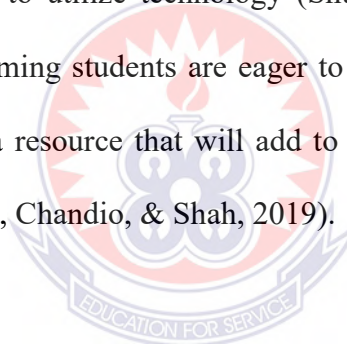 to utilize technology (Sha
ming students are eager to
resource that will add to
, Chandio, & Shah, 2019).
EDUCATION FOR SERVICE